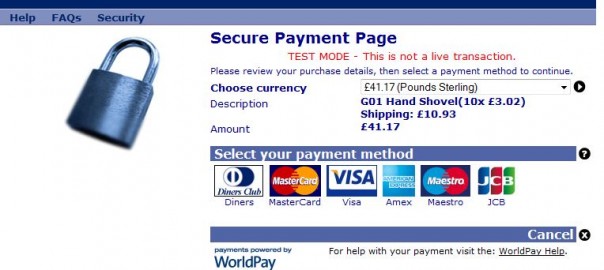 Help FAQs Security
Secure Payment Page
TEST MODE - This is not a live transaction.
Please review your purchase details, then select a payment method to continue.
Choose currency £41.17 (Pounds Sterling)
Description G01 Hand Shovel(10x £3.02)
Shipping: £10.93
Amount £41.17
Select your payment method ?
Diners Club MasterCard VISA AMERICAN EXPRESS Maestro JCB
Diners MasterCard Visa Amex Maestro JCB
Cancel
payments powered by
WorldPay
For help with your payment visit the: WorldPay Help.